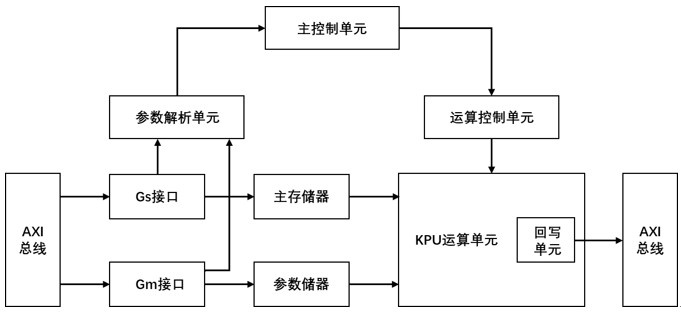 主控制单元
参数解析单元
运算控制单元
AXI
总线
Gs接口
主存储器
KPU运算单元
回写
单元
AXI
总线
Gm接口
参数储器